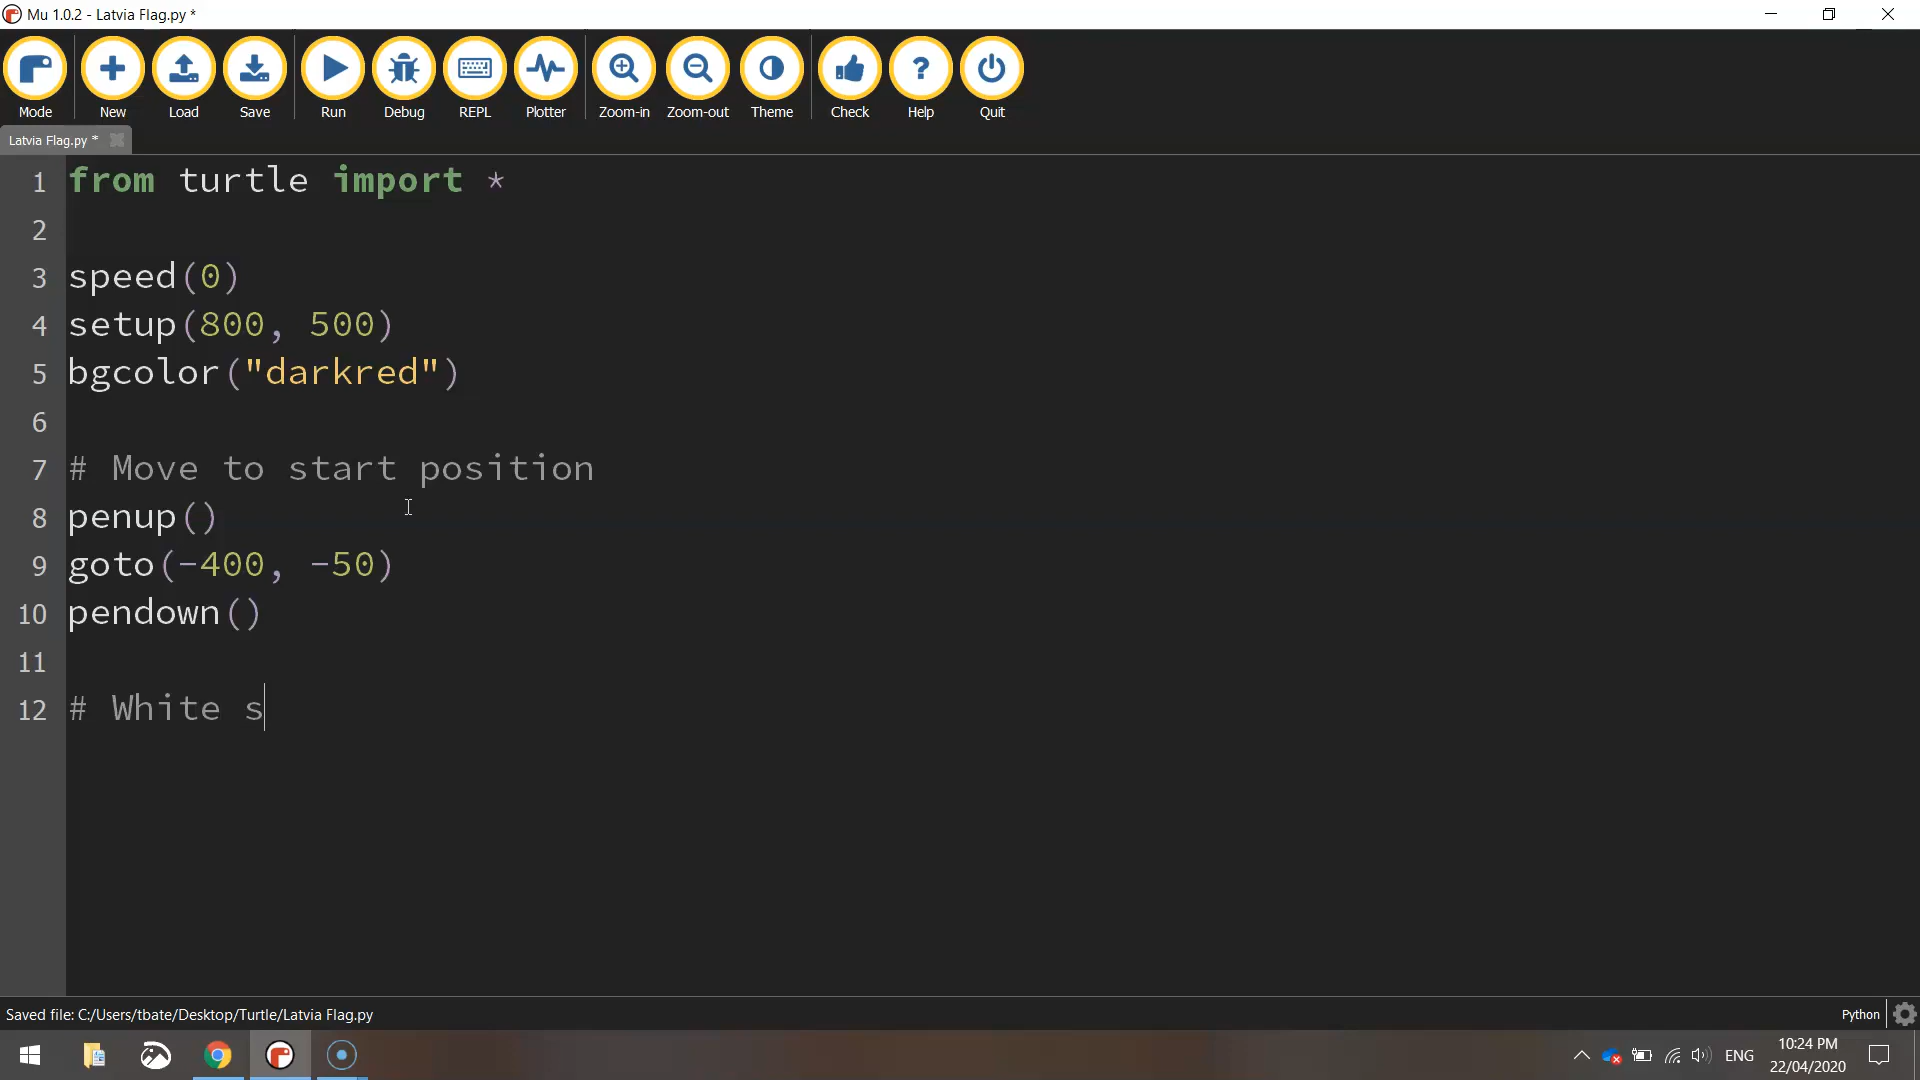 Mu 1.0.2 - Latvia Flag.py *
Mode New Load Save Run Debug REPL Plotter Zoom-in Zoom-out Theme Check Help Quit
Latvia Flag.py *
1 from turtle import *
2
3 speed(0)
4 setup(800, 500)
5 bgcolor("darkred")
6
7 # Move to start position
8 penup()
9 goto(-400, -50)
10 pendown()
11
12 # White s
Saved file: C:/Users/tbate/Desktop/Turtle/Latvia Flag.py
Python
ENG
10:24 PM
22/04/2020